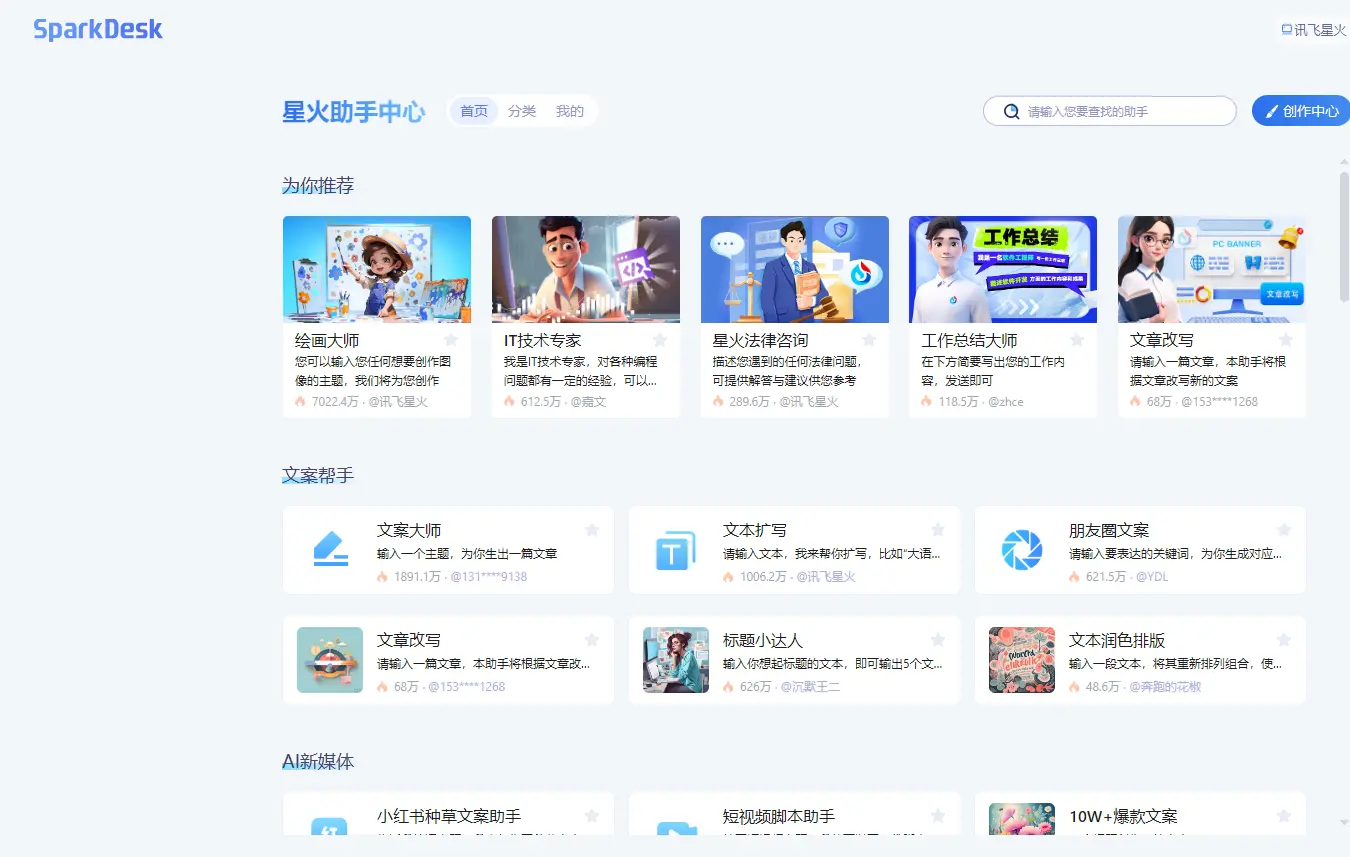 SparkDesk
讯飞星火
星火助手中心
首页
分类
我的
请输入您要查找的助手
创作中心
为你推荐
工作总结
我是一名软件工程师
PC BANNER
文章改写
绘画大师
您可以输入您任何想要创作图
像的主题，我们将为您创作
7022.4万 · @讯飞星火
IT技术专家
我是IT技术专家，对各种编程
问题都有一定的经验，可以...
612.5万 · @嘉文
星火法律咨询
描述您遇到的任何法律问题，
可提供解答与建议供您参考
289.6万 · @讯飞星火
工作总结大师
在下方简要写出您的工作内
容，发送即可
118.5万 · @zhce
文章改写
请输入一篇文章，本助手将根
据文章改写新的文案
68万 · @153****1268
文案帮手
文案大师
输入一个主题，为你生出一篇文章
1891.1万 · @131****9138
文本扩写
请输入文本，我来帮你扩写，比如“大语...
1006.2万 · @讯飞星火
朋友圈文案
请输入要表达的关键词，为你生成对应...
621.5万 · @YDL
文章改写
请输入一篇文章，本助手将根据文章改...
68万 · @153****1268
标题小达人
输入你想起标题的文本，即可输出5个文...
626万 · @沉默王二
文本润色排版
输入一段文本，将其重新排列组合，使...
48.6万 · @奔跑的花椒
AI新媒体
小红书种草文案助手
短视频脚本助手
10W+爆款文案